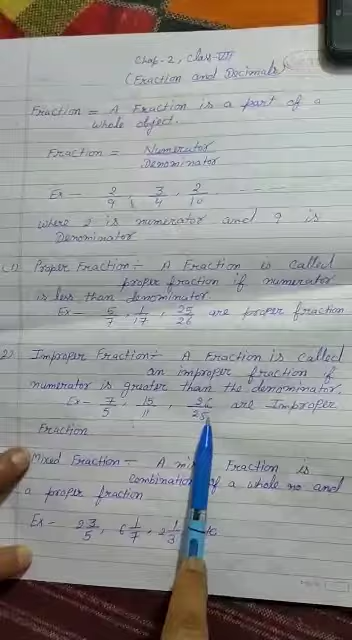 Chap-2, Class-VII
(Fraction and Decimals)
Fraction = A Fraction is a part of a
whole object.
Fraction = Numerator
Denominator
Ex - 2/9, 3/4, 2/10 - - - - -
where 2 is numerator and 9 is
Denominator
(1) Proper Fraction :- A Fraction is called
proper fraction if numerator
is less than denominator
Ex - 5/7, 1/17, 25/26 are proper fraction
2) Improper Fraction :- A Fraction is called
an improper fraction if
numerator is greater than the denominator.
Ex - 7/5, 15/11, 26/25 are Improper
Fraction
Mixed Fraction :- A Fraction is
combination of a whole no and
a proper fraction
Ex - 2 3/5, 6 1/7, 2 1/3